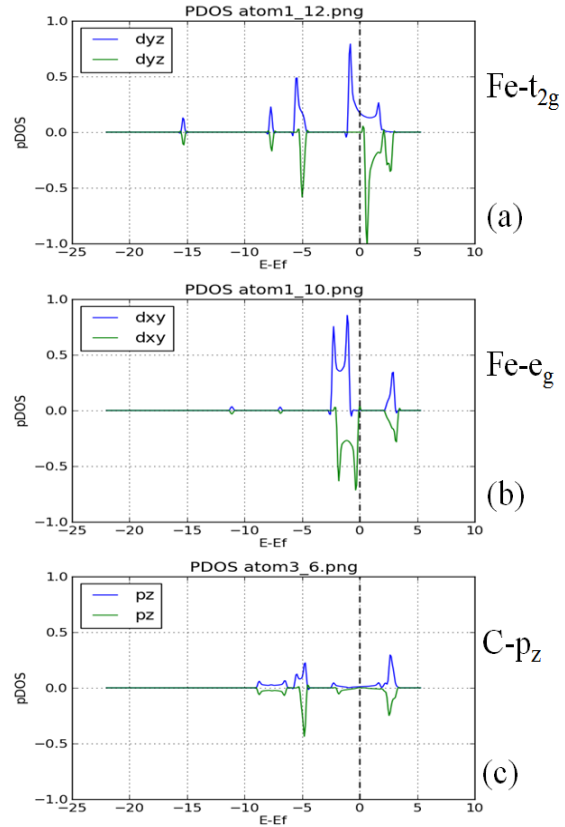 PDOS atom1_12.png
dyz
dyz
Fe-t2g
1.0
0.5
0.0
−0.5
−1.0
pDOS
(a)
−25 −20 −15 −10 −5 0 5 10
E-Ef
PDOS atom1_10.png
dxy
dxy
Fe-eg
1.0
0.5
0.0
−0.5
−1.0
pDOS
(b)
−25 −20 −15 −10 −5 0 5 10
E-Ef
PDOS atom3_6.png
pz
pz
C-pz
1.0
0.5
0.0
−0.5
−1.0
pDOS
(c)
−25 −20 −15 −10 −5 0 5 10
E-Ef